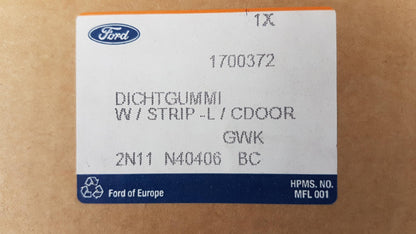 1X
Ford
1700372
DICHTGUMMI
W / STRIP -L / CDOOR
GWK
2N11 N40406 BC
Ford of Europe
HPMS. NO.
MFL 001